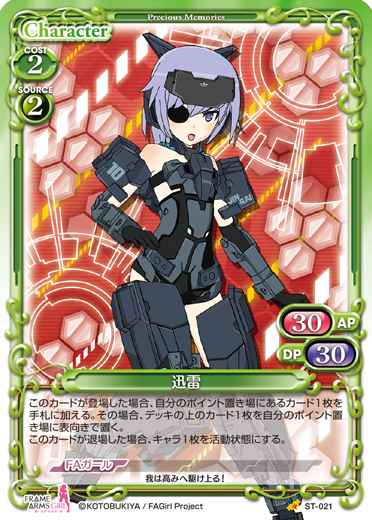 Precious Memories
Character
COST
2
SOURCE
2
10
JIN
RAI
30 AP
DP 30
迅雷
このカードが登場した場合、自分のポイント置き場にあるカード1枚を
手札に加える。その場合、デッキの上のカード1枚を自分のポイント置
き場に表向きで置く。
このカードが退場した場合、キャラ1枚を活動状態にする。
FAガール
我は高みへ駆け上る!
FRAME
ARMS GIRL
©KOTOBUKIYA / FAGirl Project
ST-021